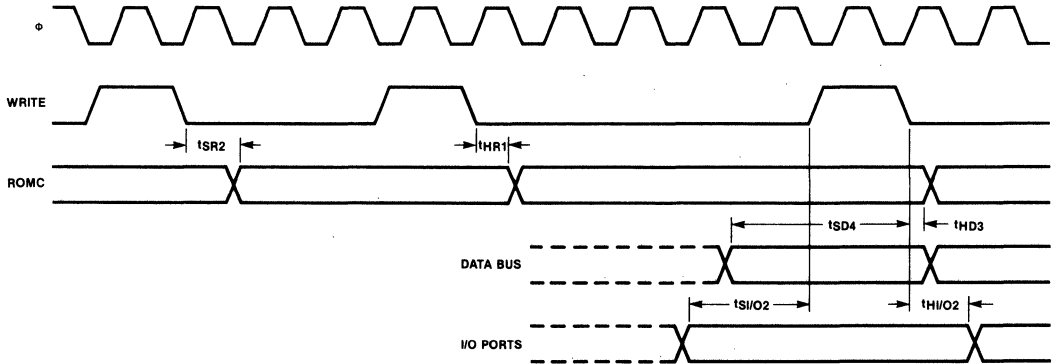 Φ
WRITE
tSR2
tHR1
ROMC
tSD4
tHD3
DATA BUS
tSI/O2
tHI/O2
I/O PORTS